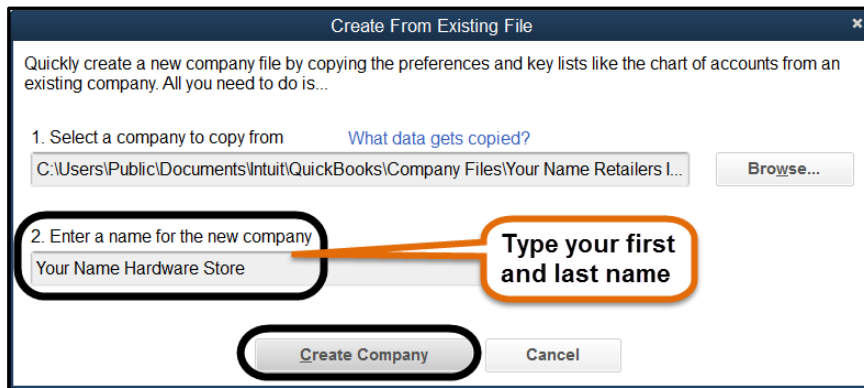 Create From Existing File
×
Quickly create a new company file by copying the preferences and key lists like the chart of accounts from an
existing company. All you need to do is...
1. Select a company to copy from What data gets copied?
C:\Users\Public\Documents\Intuit\QuickBooks\Company Files\Your Name Retailers I... Browse...
2. Enter a name for the new company
Your Name Hardware Store
Type your first
and last name
Create Company Cancel